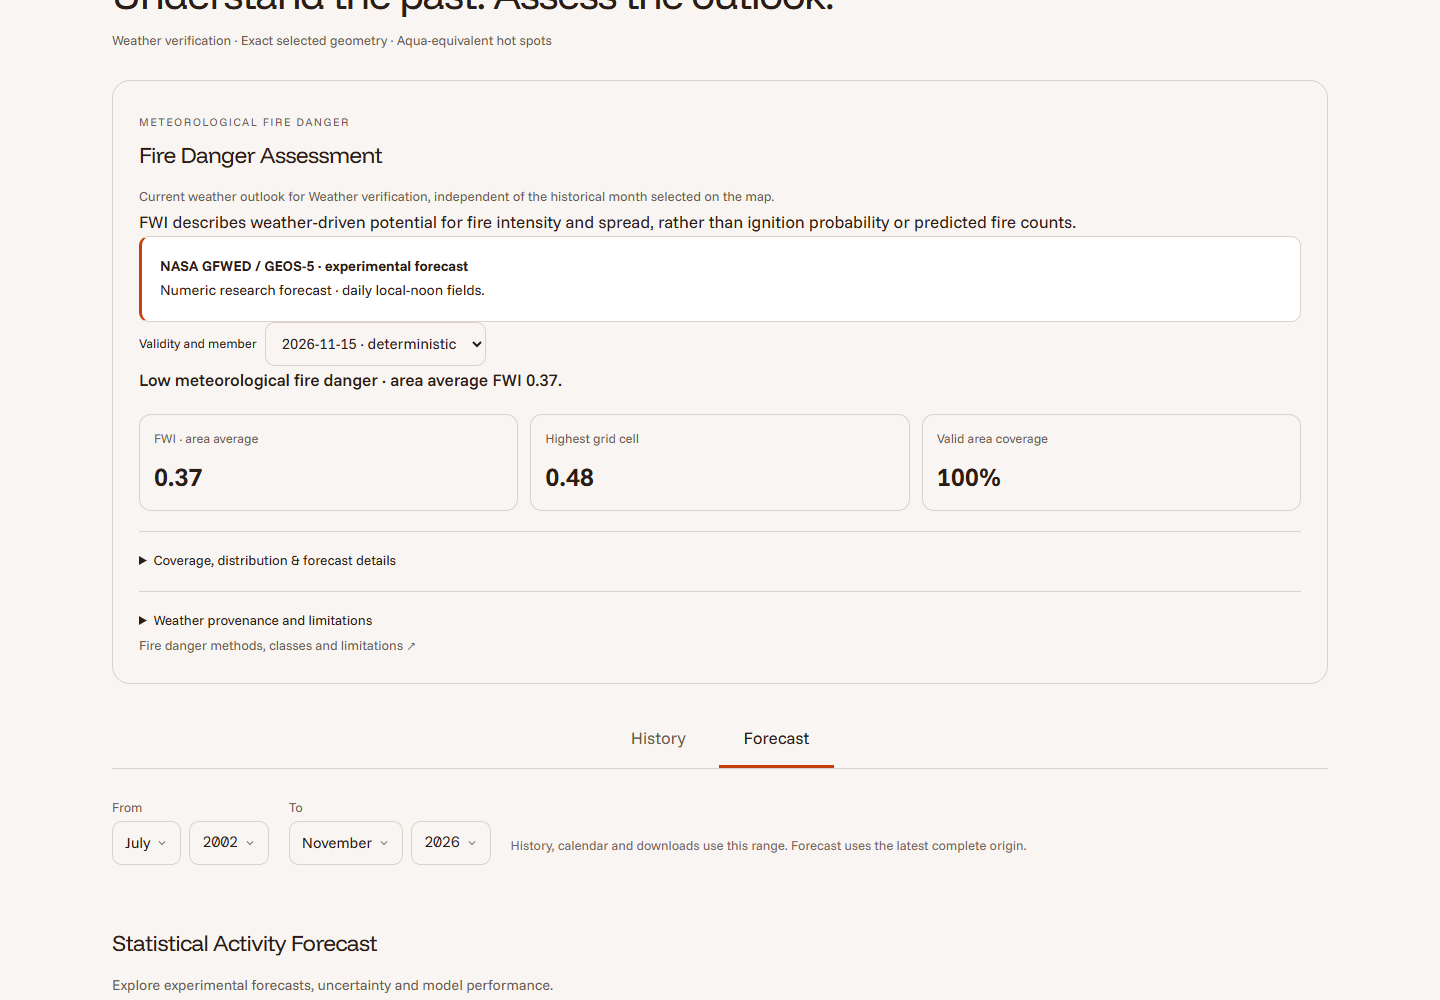 Understand the past. Assess the outlook.
Weather verification · Exact selected geometry · Aqua-equivalent hot spots
METEOROLOGICAL FIRE DANGER
Fire Danger Assessment
Current weather outlook for Weather verification, independent of the historical month selected on the map.
FWI describes weather-driven potential for fire intensity and spread, rather than ignition probability or predicted fire counts.
NASA GFWED / GEOS-5 · experimental forecast
Numeric research forecast · daily local-noon fields.
Validity and member 2026-11-15 · deterministic
Low meteorological fire danger · area average FWI 0.37.
FWI · area average
0.37
Highest grid cell
0.48
Valid area coverage
100%
Coverage, distribution & forecast details
Weather provenance and limitations
Fire danger methods, classes and limitations ↗
History Forecast
From To
July 2002 November 2026 History, calendar and downloads use this range. Forecast uses the latest complete origin.
Statistical Activity Forecast
Explore experimental forecasts, uncertainty and model performance.